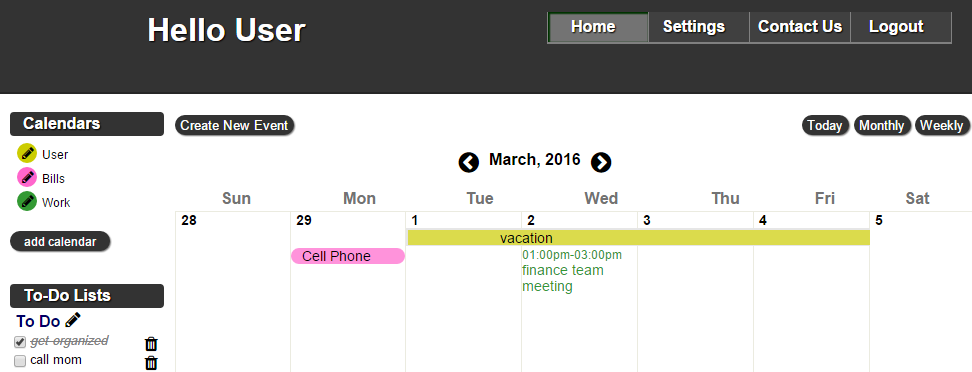 Hello User
Home Settings Contact Us Logout
Calendars
User
Bills
Work
add calendar
To-Do Lists
To Do
get organized
call mom
Create New Event
Today Monthly Weekly
March, 2016
Sun Mon Tue Wed Thu Fri Sat
28 29 1 2 3 4 5
vacation
Cell Phone
01:00pm-03:00pm
finance team
meeting